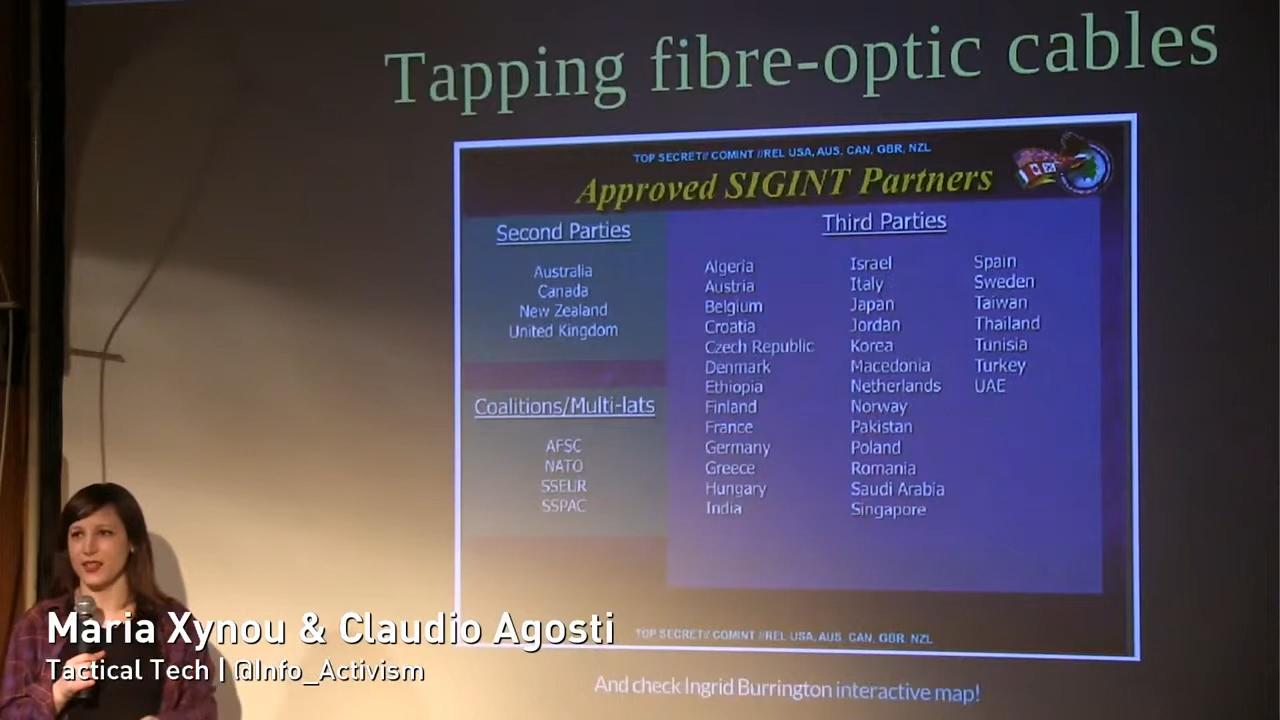 Tapping fibre-optic cables
TOP SECRET// COMINT //REL USA, AUS, CAN, GBR, NZL
Approved SIGINT Partners
Second Parties
Australia
Canada
New Zealand
United Kingdom
Coalitions/Multi-lats
AFSC
NATO
SSEUR
SSPAC
Third Parties
Algeria
Austria
Belgium
Croatia
Czech Republic
Denmark
Ethiopia
Finland
France
Germany
Greece
Hungary
India
Israel
Italy
Japan
Jordan
Korea
Macedonia
Netherlands
Norway
Pakistan
Poland
Romania
Saudi Arabia
Singapore
Spain
Sweden
Taiwan
Thailand
Tunisia
Turkey
UAE
TOP SECRET// COMINT //REL USA, AUS, CAN, GBR, NZL
And check Ingrid Burrington interactive map!
Maria Xynou & Claudio Agosti
Tactical Tech | @Info_Activism